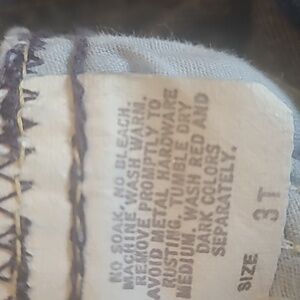 NO SOAK. NO BLEACH.
MACHINE WASH WARM.
REMOVE PROMPTLY TO
AVOID METAL HARDWARE
RUSTING. TUMBLE DRY
MEDIUM. WASH RED AND
DARK COLORS
SEPARATELY.
SIZE 3T